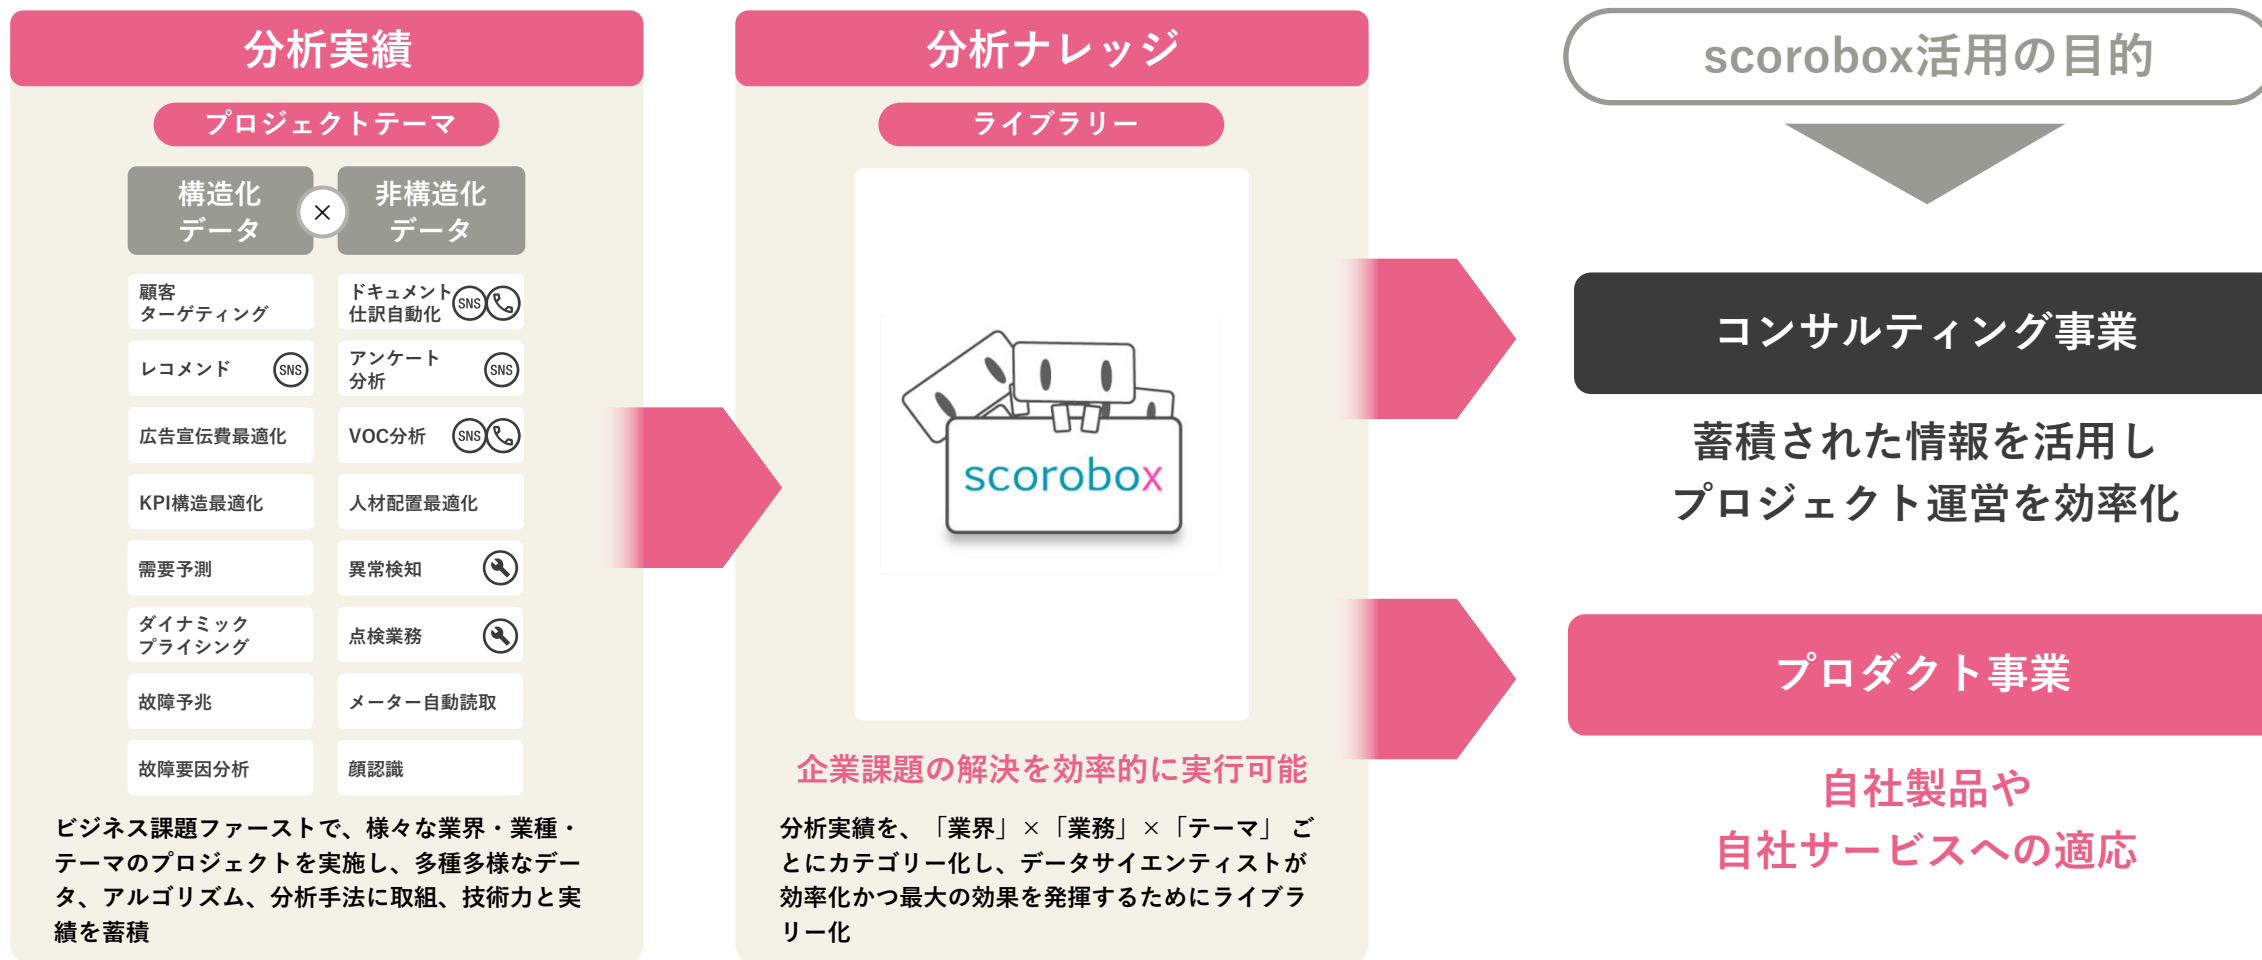 分析実績
プロジェクトテーマ
構造化
データ
×
非構造化
データ
顧客
ターゲティング
ドキュメント
仕訳自動化
SNS
レコメンド
SNS
アンケート
分析
SNS
広告宣伝費最適化
VOC分析
SNS
KPI構造最適化
人材配置最適化
需要予測
異常検知
ダイナミック
プライシング
点検業務
故障予兆
メーター自動読取
故障要因分析
顔認識
ビジネス課題ファーストで、様々な業界・業種・
テーマのプロジェクトを実施し、多種多様なデー
タ、アルゴリズム、分析手法に取組、技術力と実
績を蓄積
分析ナレッジ
ライブラリー
scorobox
企業課題の解決を効率的に実行可能
分析実績を、「業界」×「業務」×「テーマ」 ご
とにカテゴリー化し、データサイエンティストが
効率化かつ最大の効果を発揮するためにライブラ
リー化
scorobox活用の目的
コンサルティング事業
蓄積された情報を活用し
プロジェクト運営を効率化
プロダクト事業
自社製品や
自社サービスへの適応